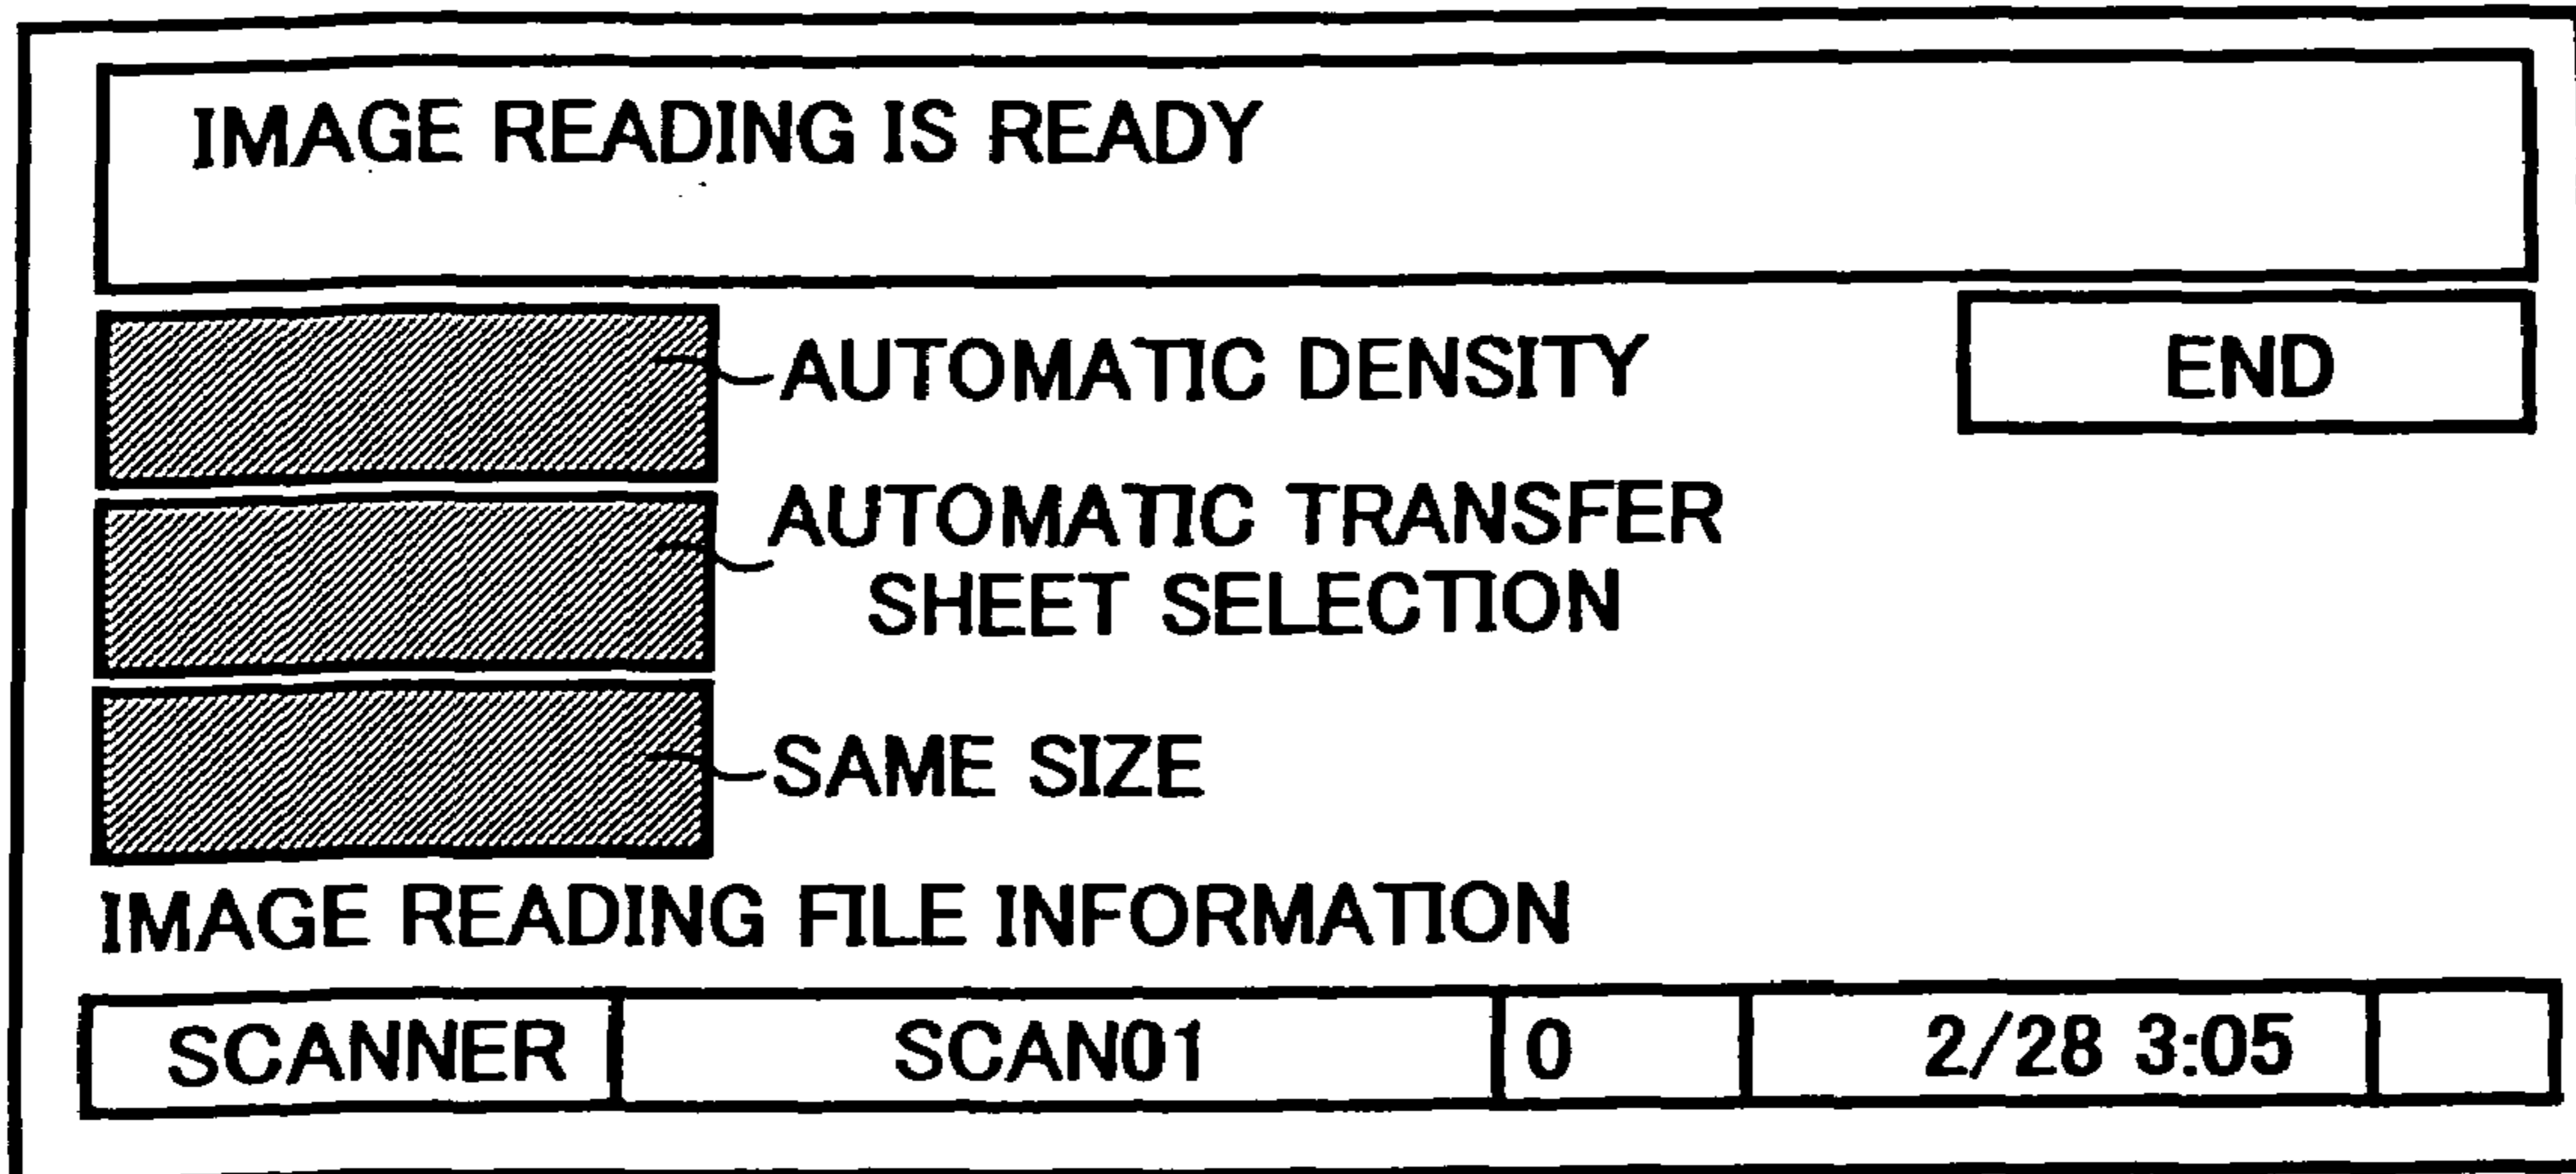 IMAGE READING IS READY
AUTOMATIC DENSITY
END
AUTOMATIC TRANSFER
SHEET SELECTION
SAME SIZE
IMAGE READING FILE INFORMATION
SCANNER SCAN01 0 2/28 3:05